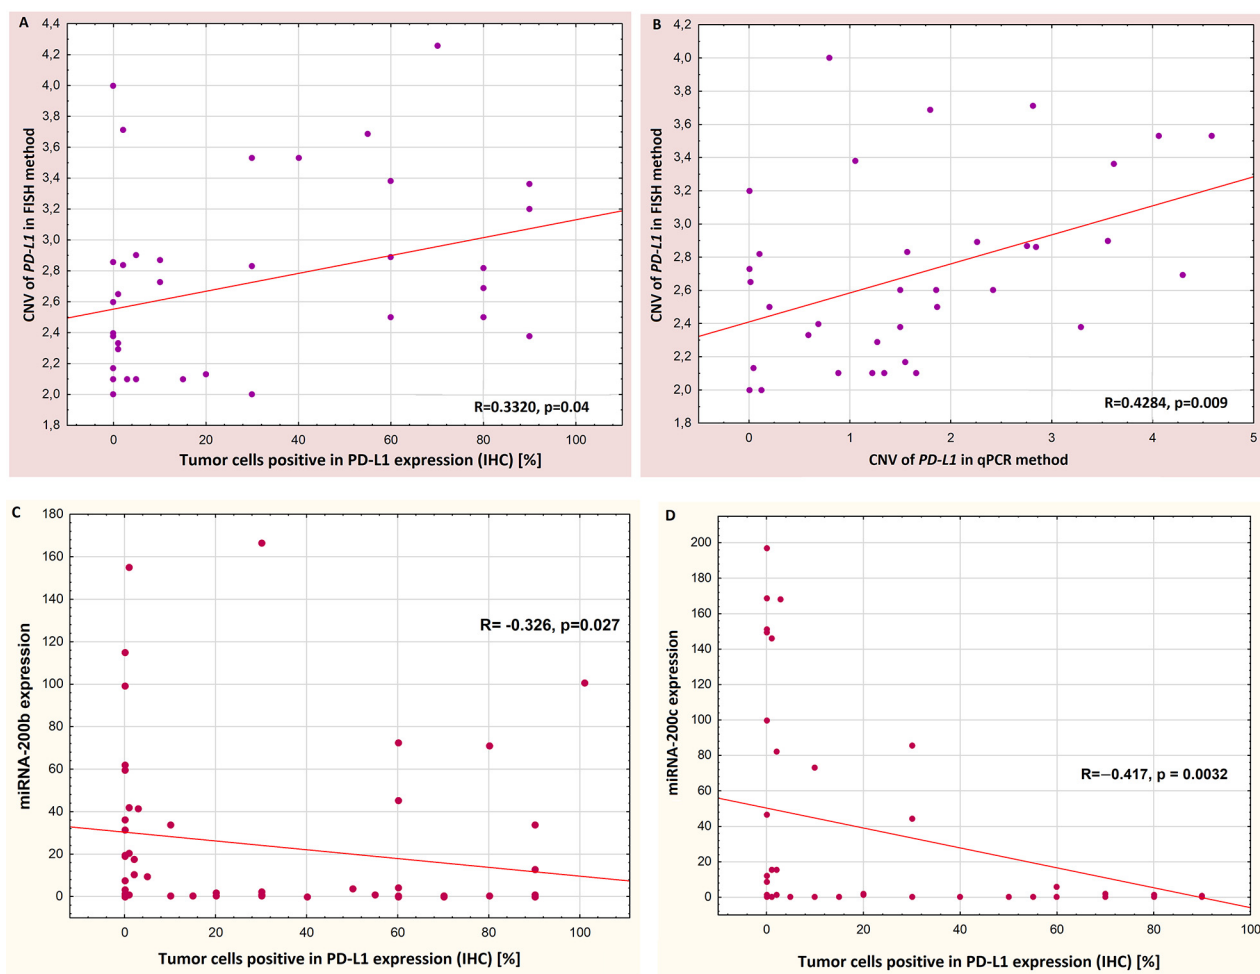 A
4,4
4,2
4,0
3,8
3,6
3,4
3,2
3,0
2,8
2,6
2,4
2,2
2,0
1,8
CNV of PD-L1 in FISH method
R=0.3320, p=0.04
0 20 40 60 80 100
Tumor cells positive in PD-L1 expression (IHC) [%]
B
4,2
4,0
3,8
3,6
3,4
3,2
3,0
2,8
2,6
2,4
2,2
2,0
1,8
CNV of PD-L1 in FISH method
R=0.4284, p=0.009
0 1 2 3 4 5
CNV of PD-L1 in qPCR method
C
180
160
140
120
100
80
60
40
20
0
miRNA-200b expression
R= -0.326, p=0.027
0 20 40 60 80 100
Tumor cells positive in PD-L1 expression (IHC) [%]
D
200
180
160
140
120
100
80
60
40
20
0
miRNA-200c expression
R=−0.417, p = 0.0032
0 20 40 60 80 100
Tumor cells positive in PD-L1 expression (IHC) [%]